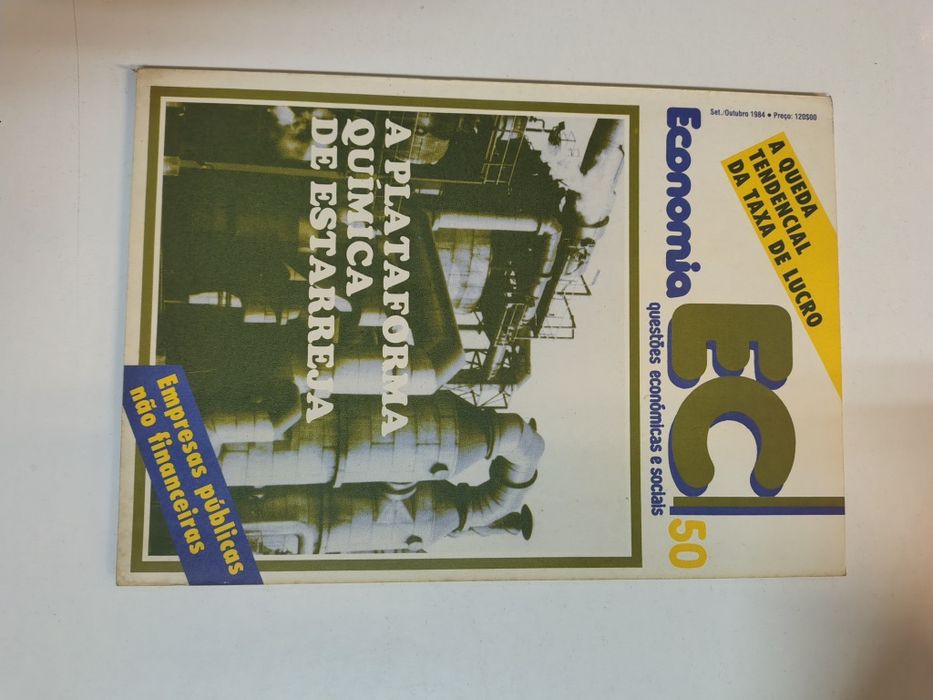 Set./Outubro 1984 • Preço: 120$00
A QUEDA
TENDENCIAL
DA TAXA DE LUCRO
EC
Economia
questões económicas e sociais
50
A PLATAFORMA
QUÍMICA
DE ESTARREJA
Empresas públicas
não financeiras